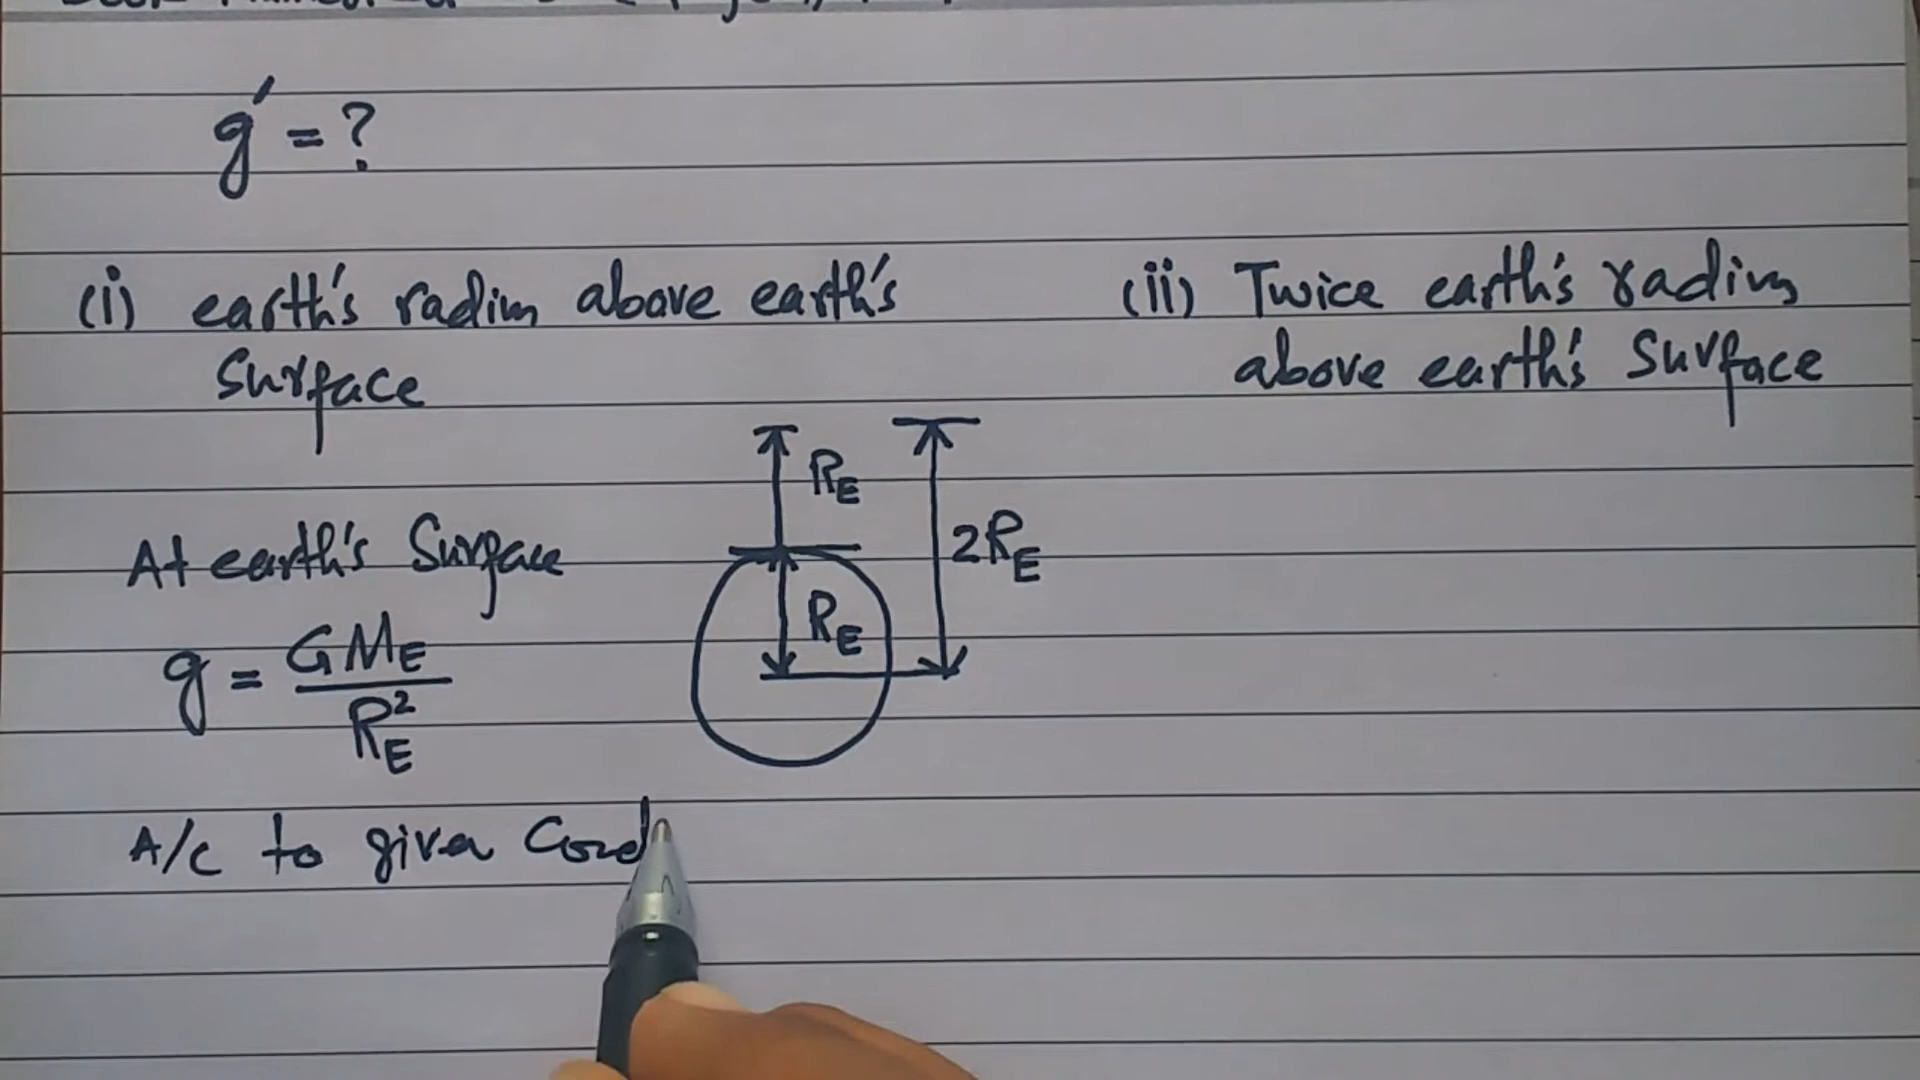 g' = ?
(i) earth's radius above earth's
Surface
(ii) Twice earth's radius
above earth's Surface
At earth's Surface
g = GM_E / R_E^2
R_E
R_E
2R_E
A/c to given Cond